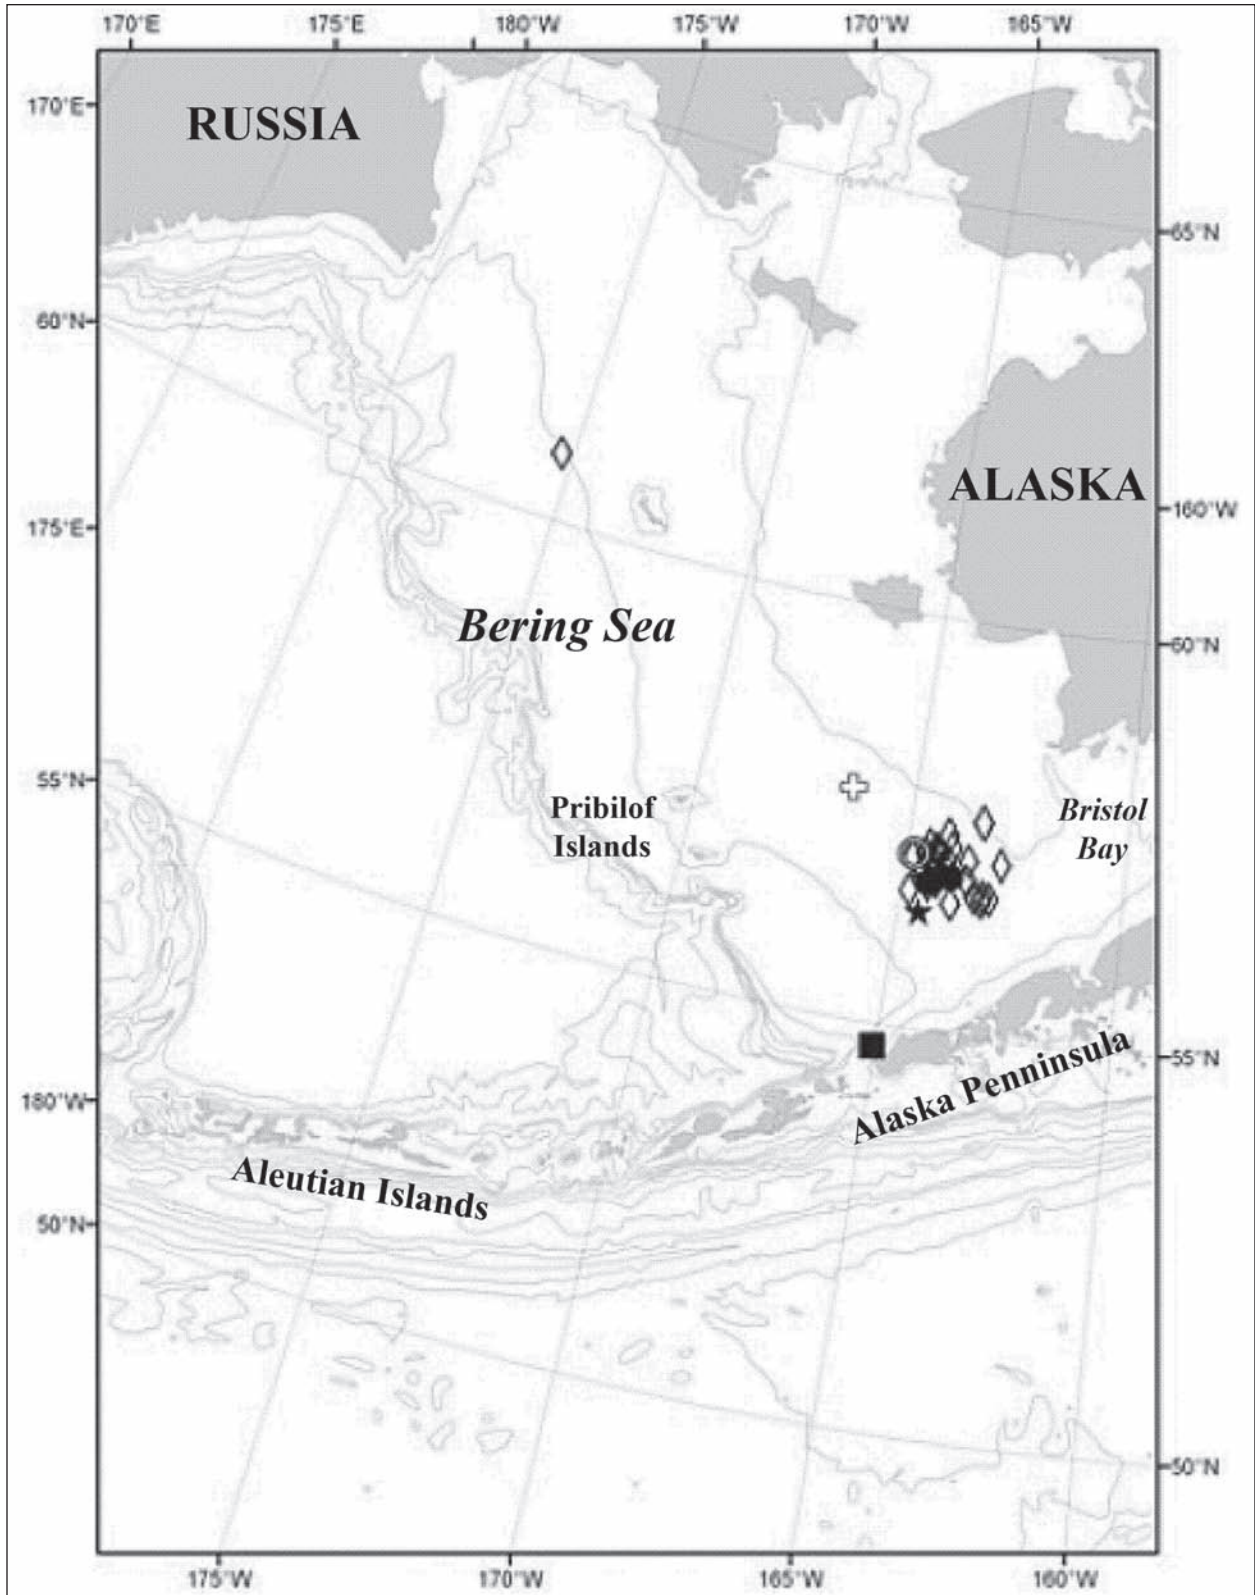 170°E 175°E 180°W 175°W 170°W 165°W
170°E
RUSSIA
65°N
60°N
ALASKA
160°W
175°E
Bering Sea
60°N
55°N
Pribilof
Islands
Bristol
Bay
Alaska Penninsula
55°N
180°W
Aleutian Islands
50°N
50°N
175°W 170°W 165°W 160°W